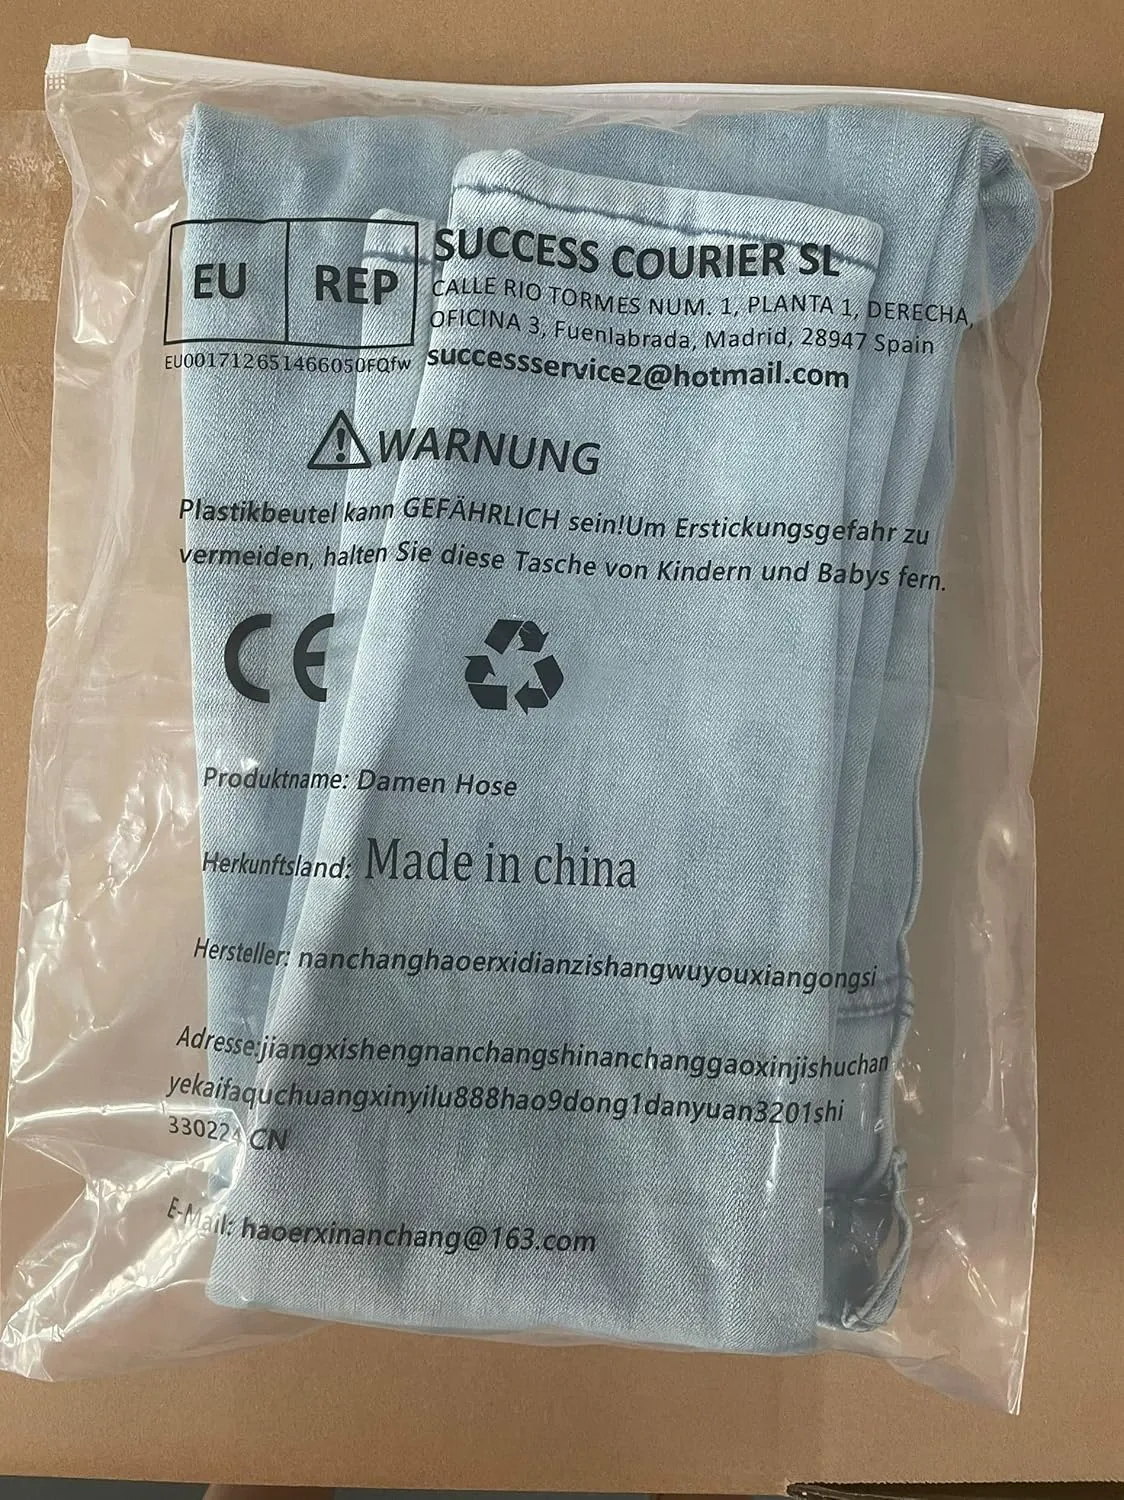 EU REP
SUCCESS COURIER SL
CALLE RIO TORMES NUM. 1, PLANTA 1, DERECHA,
OFICINA 3, Fuenlabrada, Madrid, 28947 Spain
EU001712651466050FQfw
successservice2@hotmail.com
WARNUNG
Plastikbeutel kann GEFÄHRLICH sein!Um Erstickungsgefahr zu
vermeiden, halten Sie diese Tasche von Kindern und Babys fern.
CE
Produktname: Damen Hose
Herkunftsland: Made in china
Hersteller: nanchanghaoerxidianzishangwuyouxiangongsi
Adresse:jiangxishengnanchangshinanchanggaoxinjishuchan
yekaifaquchuangxinyilu888hao9dong1danyuan3201shi
330224 CN
E-Mail: haoerxinanchang@163.com